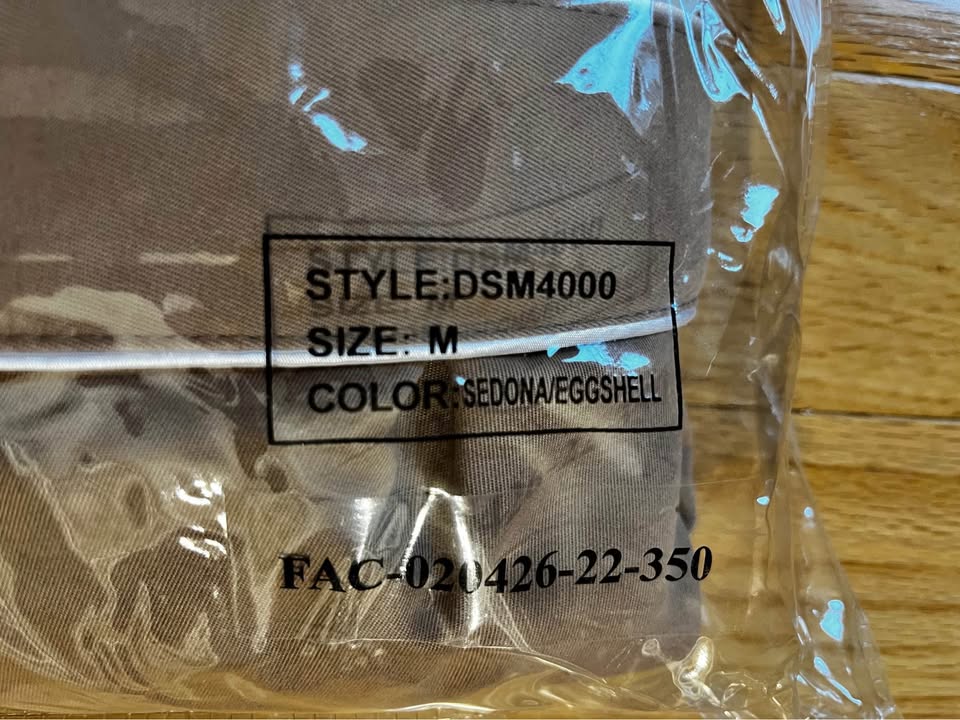 STYLE:DSM4000
SIZE: M
COLOR:SEDONA/EGGSHELL
FAC-020426-22-350